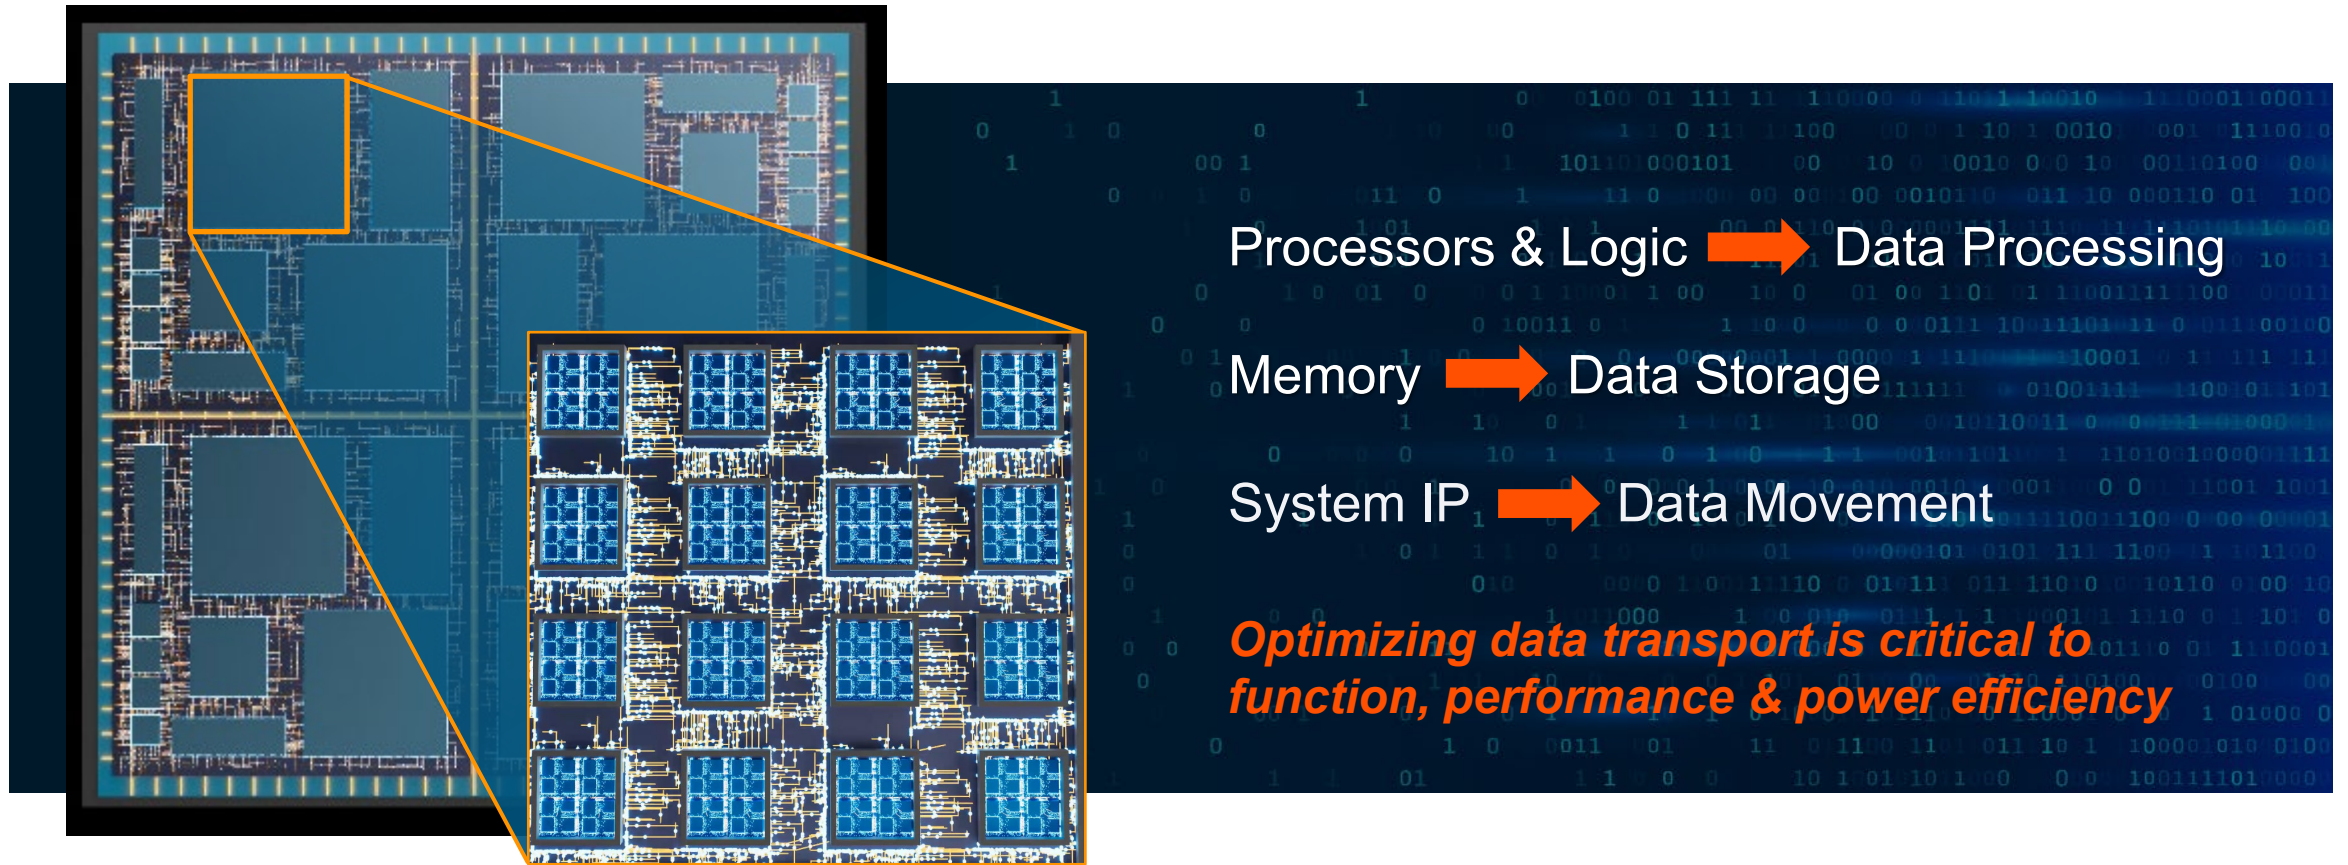 Processors & Logic Data Processing
Memory Data Storage
System IP Data Movement
Optimizing data transport is critical to
function, performance & power efficiency